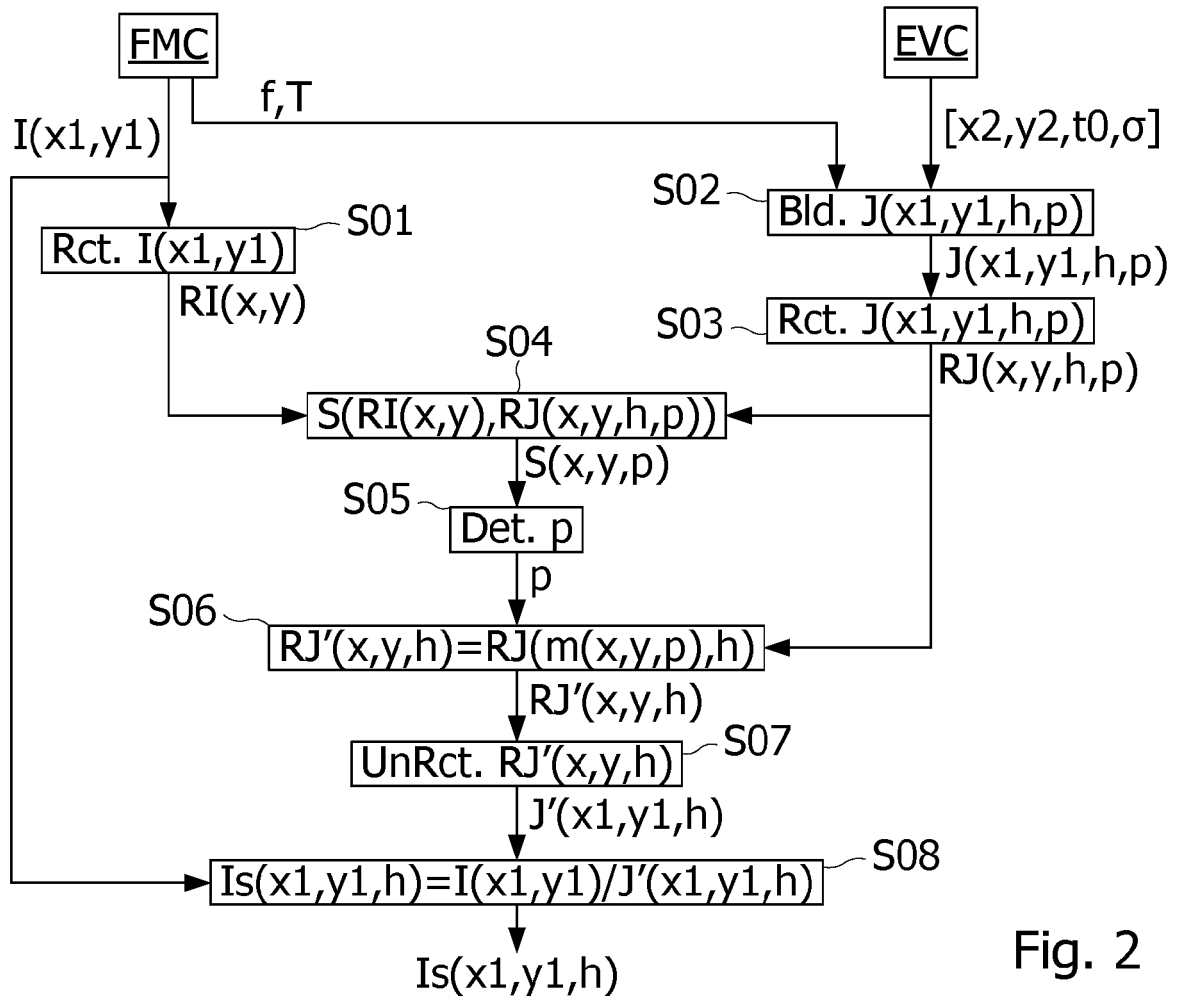 FMC
EVC
f,T
I(x1,y1)
[x2,y2,t0,σ]
S02
Bld. J(x1,y1,h,p)
S01
Rct. I(x1,y1)
J(x1,y1,h,p)
RI(x,y)
S03
Rct. J(x1,y1,h,p)
RJ(x,y,h,p)
S04
S(RI(x,y),RJ(x,y,h,p))
S(x,y,p)
S05
Det. p
p
S06
RJ'(x,y,h)=RJ(m(x,y,p),h)
RJ'(x,y,h)
S07
UnRct. RJ'(x,y,h)
J'(x1,y1,h)
S08
Is(x1,y1,h)=I(x1,y1)/J'(x1,y1,h)
Is(x1,y1,h)
Fig. 2